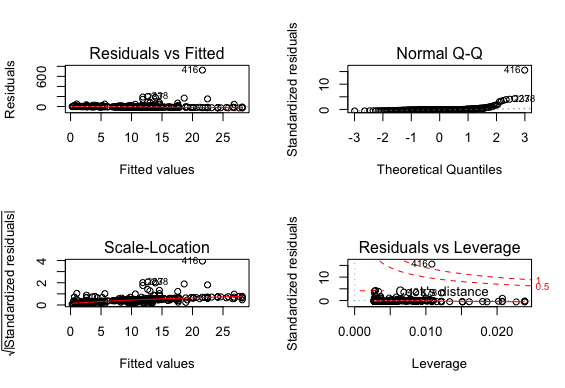 Residuals vs Fitted
Residuals
600
0
416
0 5 10 15 20 25
Fitted values
Normal Q-Q
Standardized residuals
10
0
416
-3 -2 -1 0 1 2 3
Theoretical Quantiles
Scale-Location
√|Standardized residuals|
4
2
0
416
0 5 10 15 20 25
Fitted values
Residuals vs Leverage
Standardized residuals
10
0
416
1
0.5
Cook's distance
0.000 0.010 0.020
Leverage